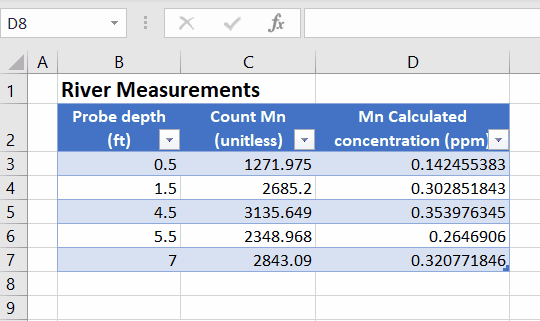 D8 fx
A B C D
1 River Measurements
Probe depth Count Mn Mn Calculated
2 (ft) (unitless) concentration (ppm)
3 0.5 1271.975 0.142455383
4 1.5 2685.2 0.302851843
5 4.5 3135.649 0.353976345
6 5.5 2348.968 0.2646906
7 7 2843.09 0.320771846
8
9